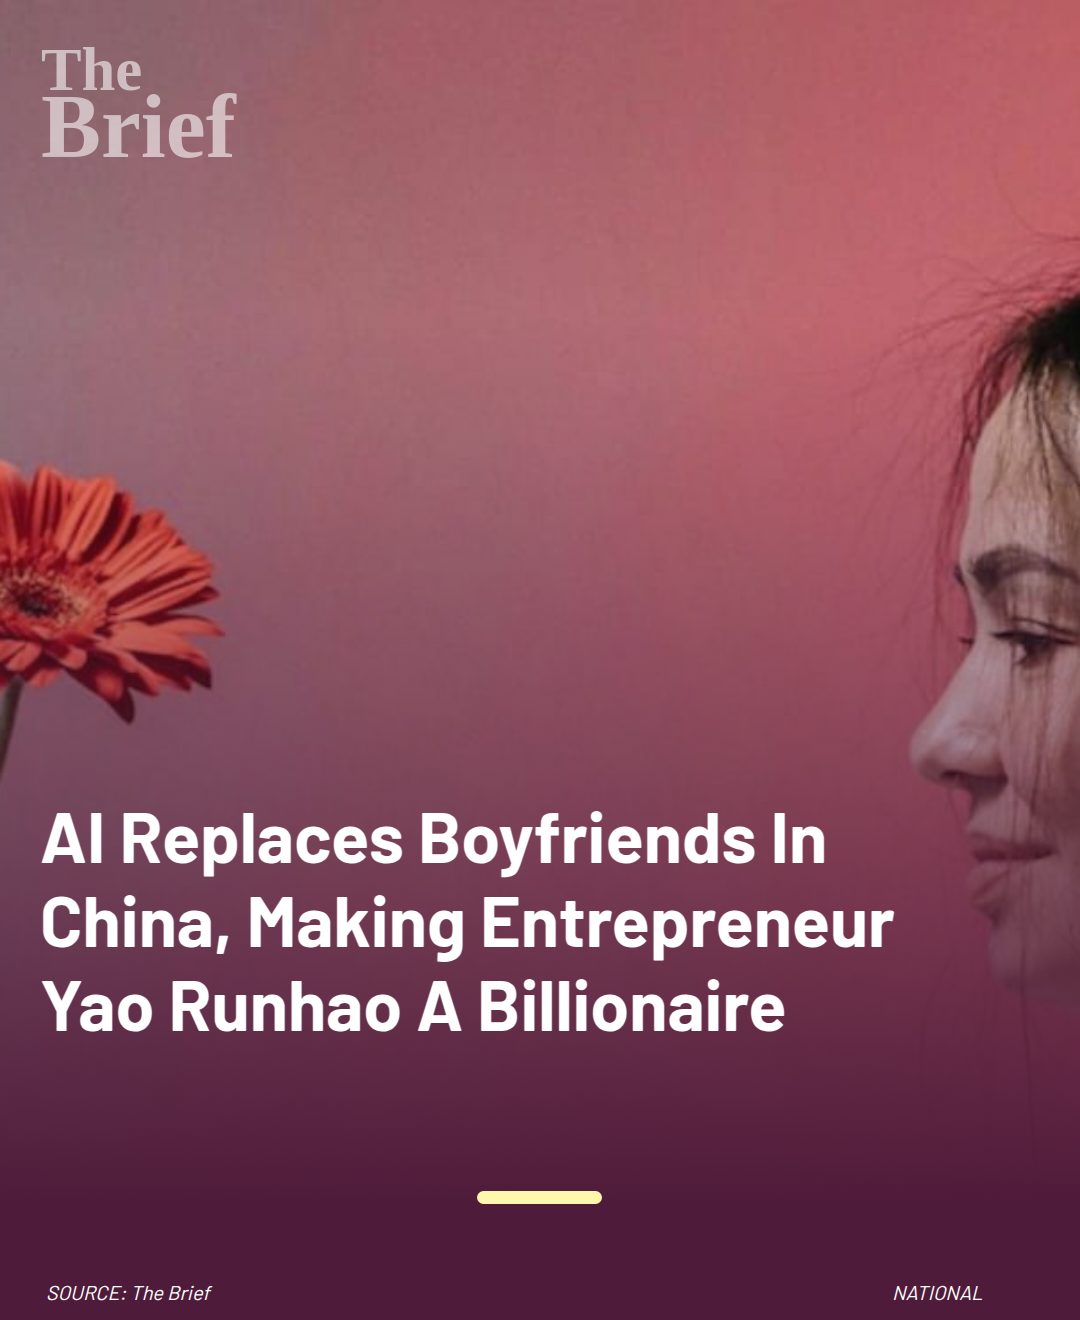 The
Brief
AI Replaces Boyfriends In
China, Making Entrepreneur
Yao Runhao A Billionaire
SOURCE: The Brief
NATIONAL